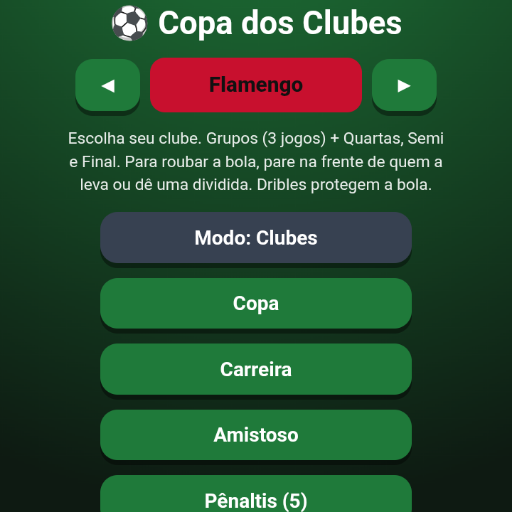 Copa dos Clubes
◀ Flamengo ▶
Escolha seu clube. Grupos (3 jogos) + Quartas, Semi
e Final. Para roubar a bola, pare na frente de quem a
leva ou dê uma dividida. Dribles protegem a bola.
Modo: Clubes
Copa
Carreira
Amistoso
Pênaltis (5)